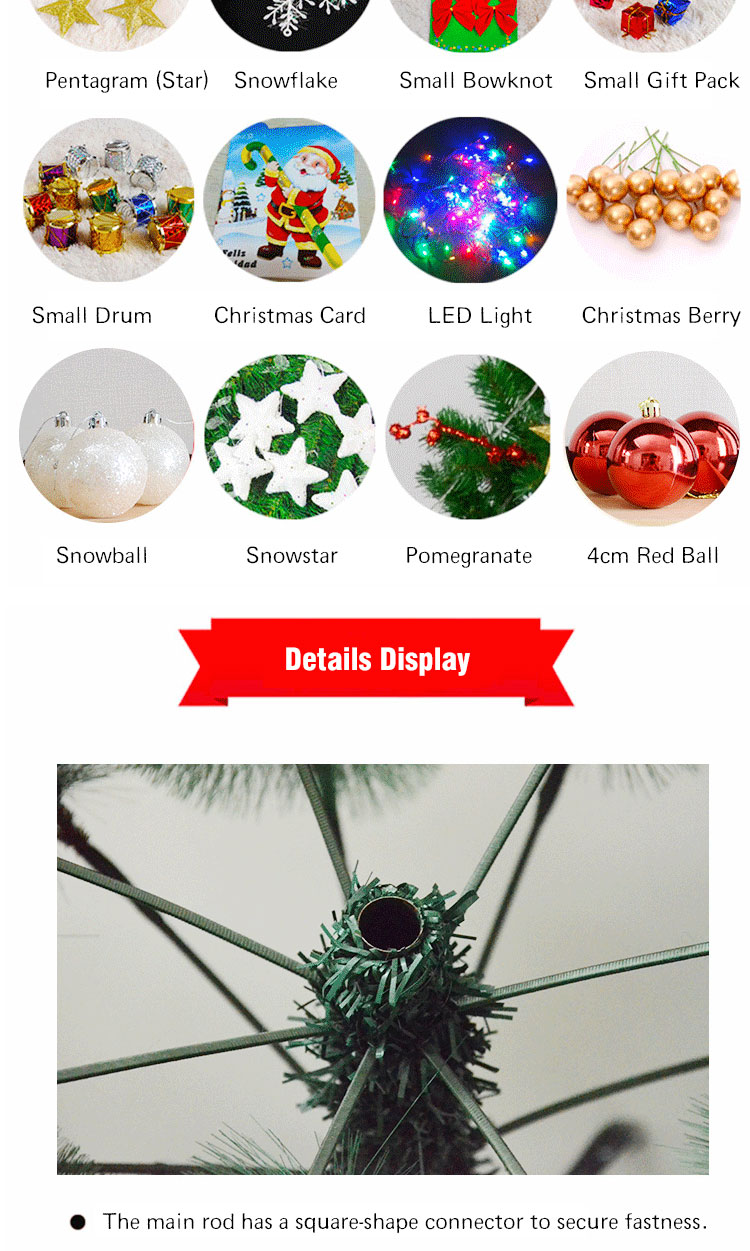 Pentagram (Star) Snowflake Small Bowknot Small Gift Pack
Feliz
Small Drum Christmas Card LED Light Christmas Berry
Snowball Snowstar Pomegranate 4cm Red Ball
Details Display
The main rod has a square-shape connector to secure fastness.